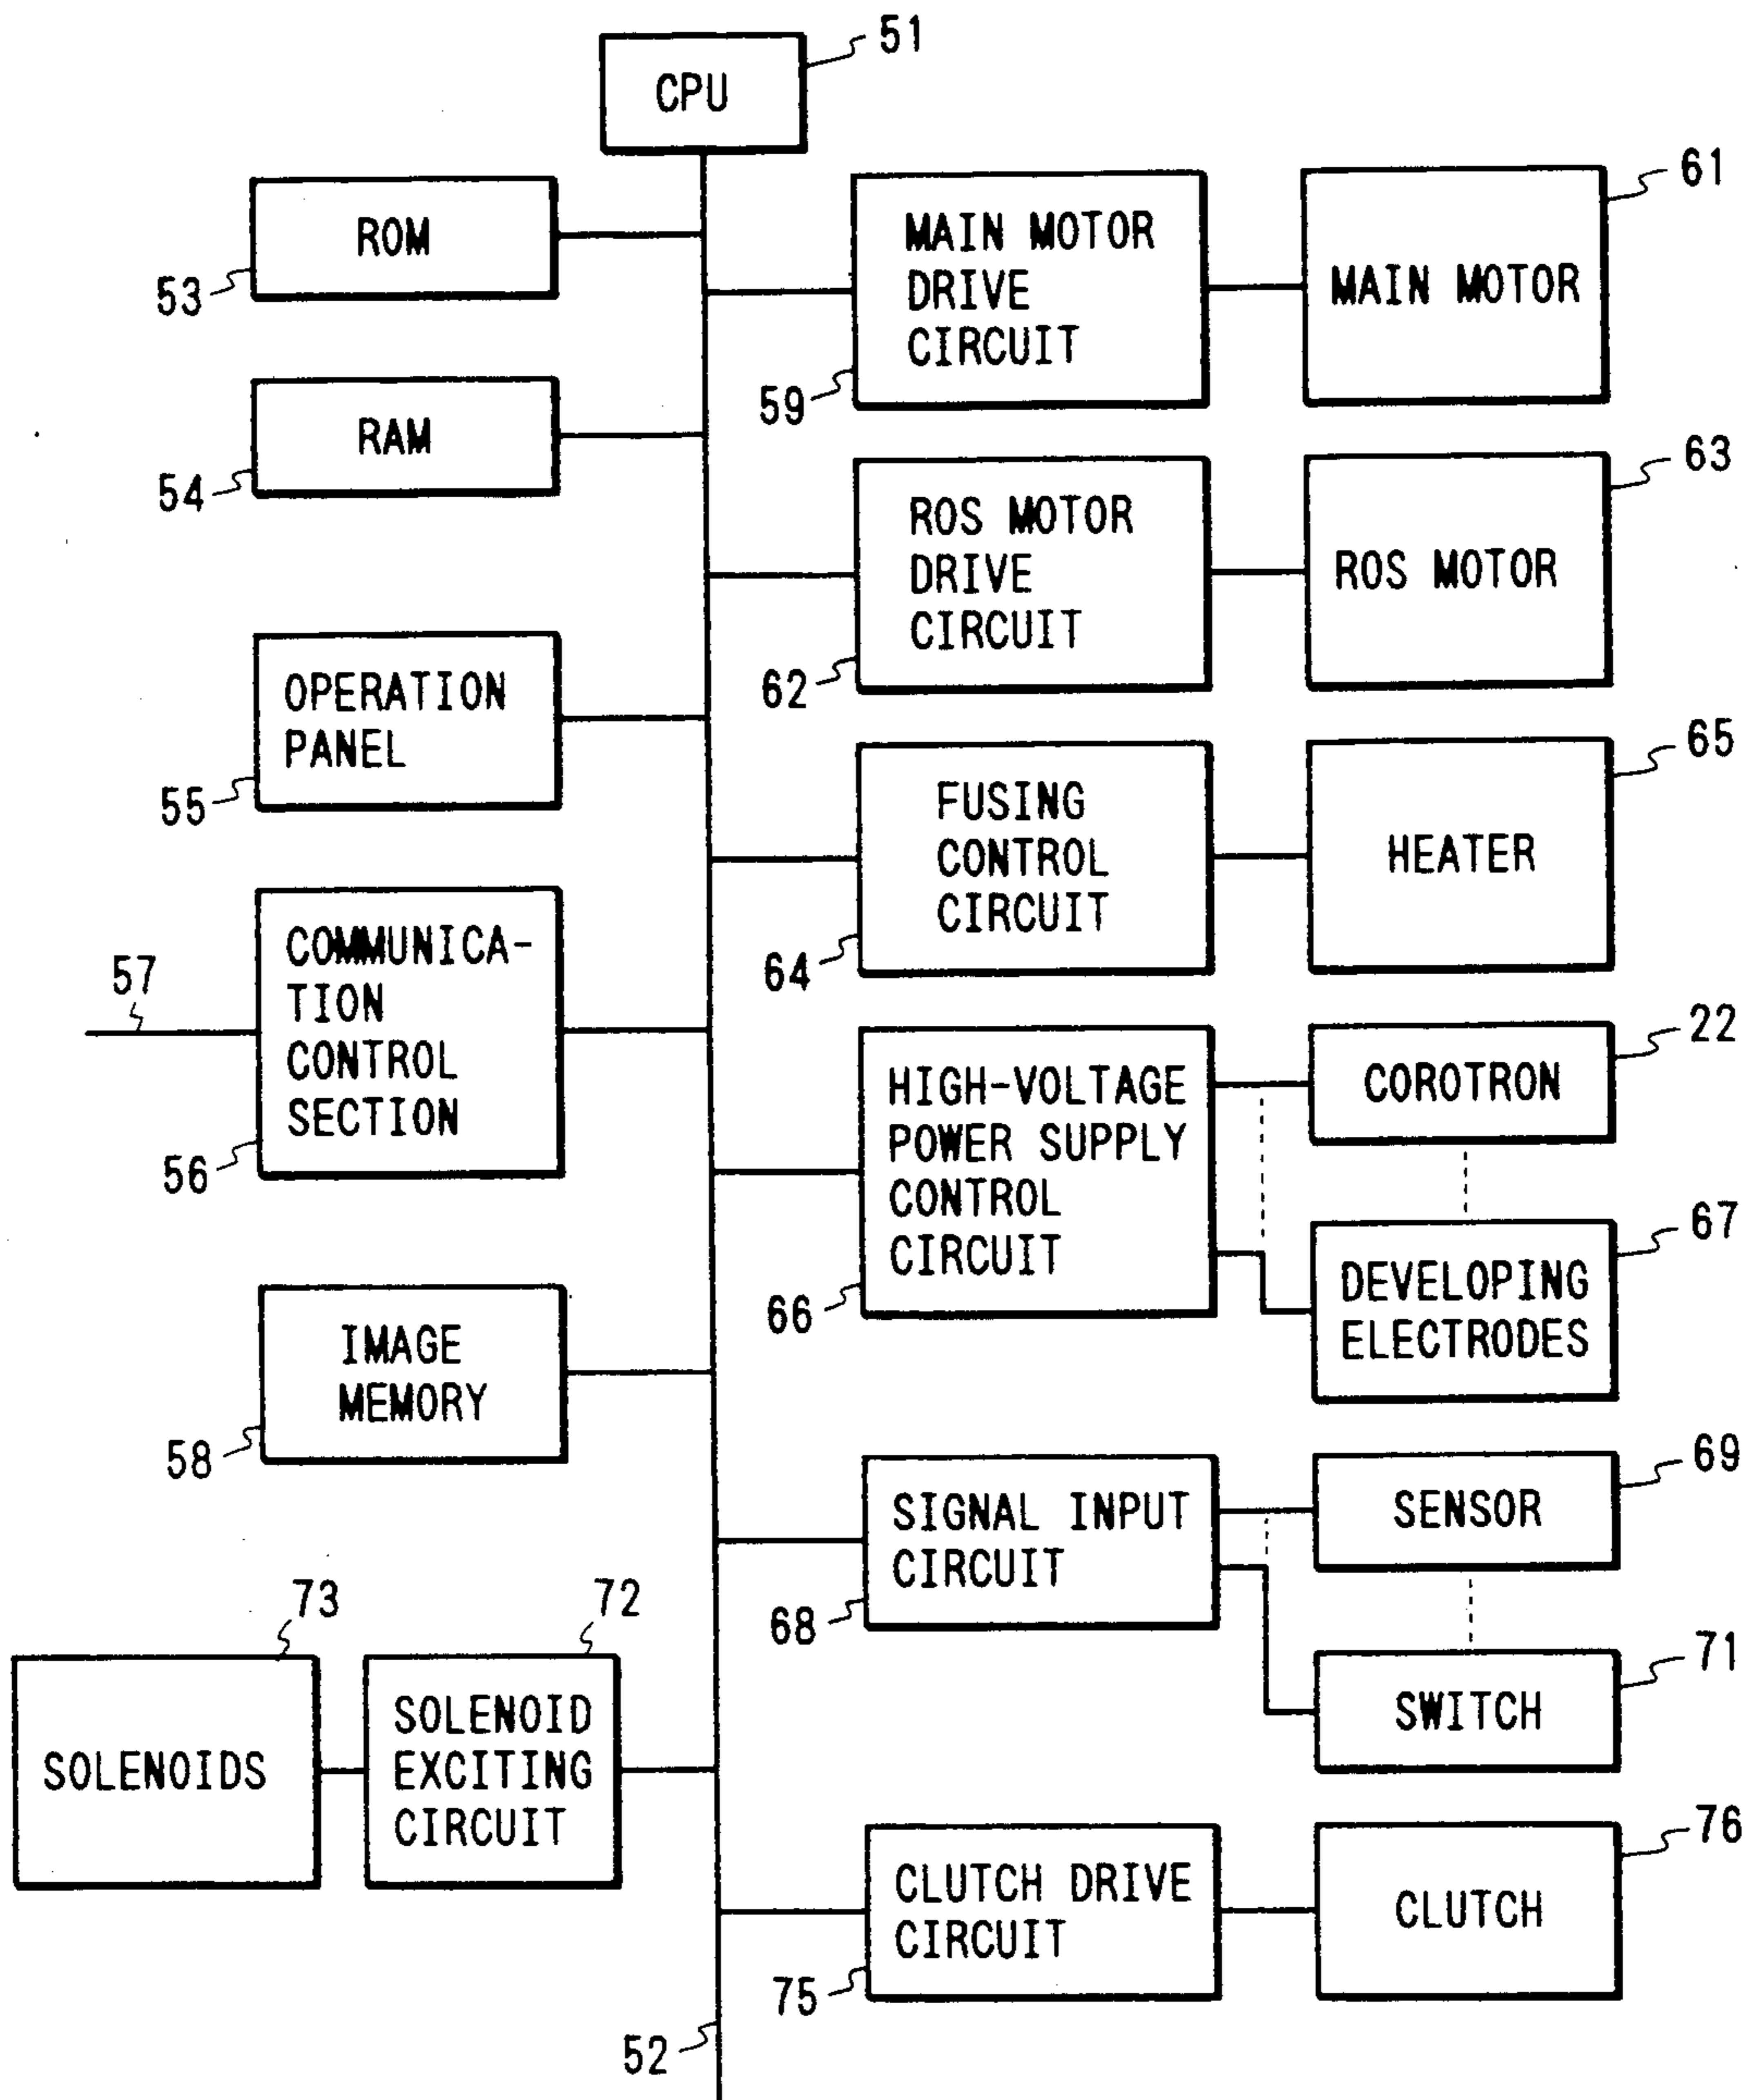 51
CPU
61
ROM
53
MAIN MOTOR
DRIVE
CIRCUIT
59
MAIN MOTOR
RAM
54
63
ROS MOTOR
DRIVE
CIRCUIT
62
ROS MOTOR
OPERATION
PANEL
55
65
FUSING
CONTROL
CIRCUIT
64
HEATER
57
COMMUNICA-
TION
CONTROL
SECTION
56
22
COROTRON
HIGH-VOLTAGE
POWER SUPPLY
CONTROL
CIRCUIT
66
67
DEVELOPING
ELECTRODES
IMAGE
MEMORY
58
69
SIGNAL INPUT
CIRCUIT
68
SENSOR
71
SWITCH
73
72
SOLENOIDS
SOLENOID
EXCITING
CIRCUIT
76
CLUTCH DRIVE
CIRCUIT
75
CLUTCH
52